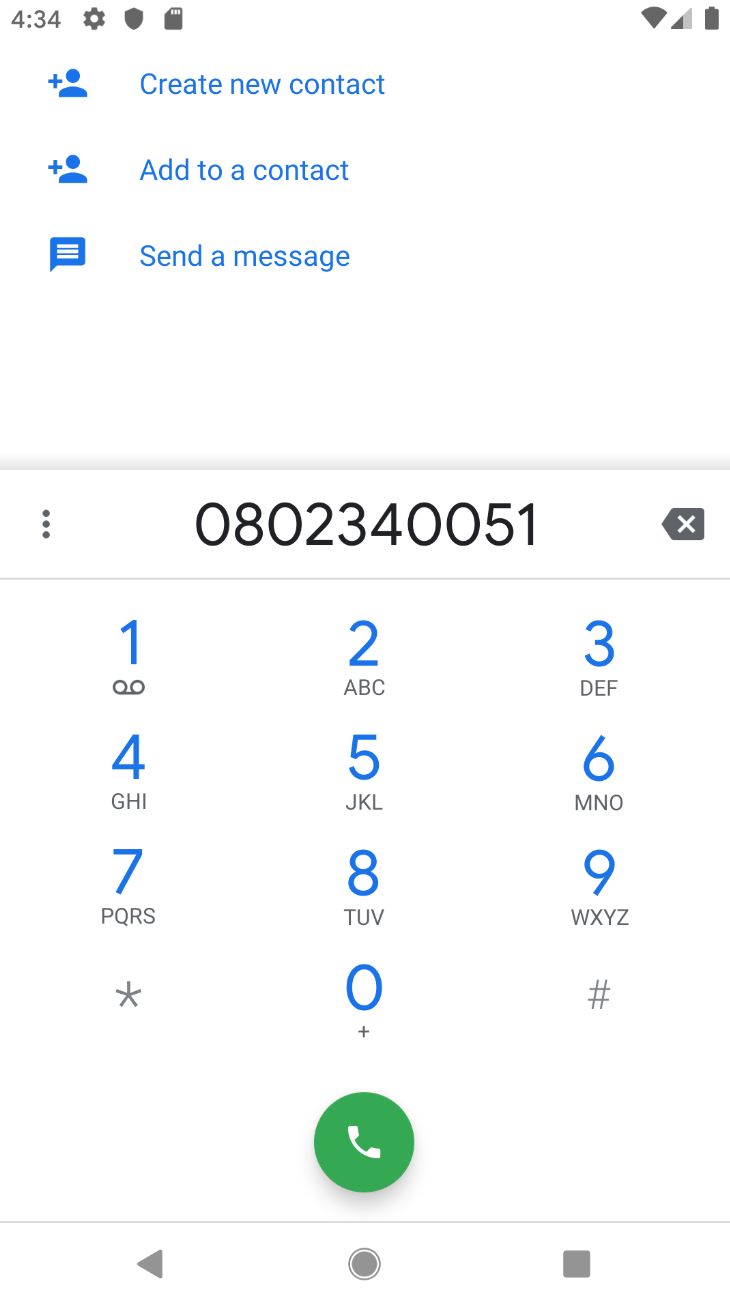 4:34
Create new contact
Add to a contact
Send a message
0802340051
1 2 3
ABC DEF
4 5 6
GHI JKL MNO
7 8 9
PQRS TUV WXYZ
* 0 #
+